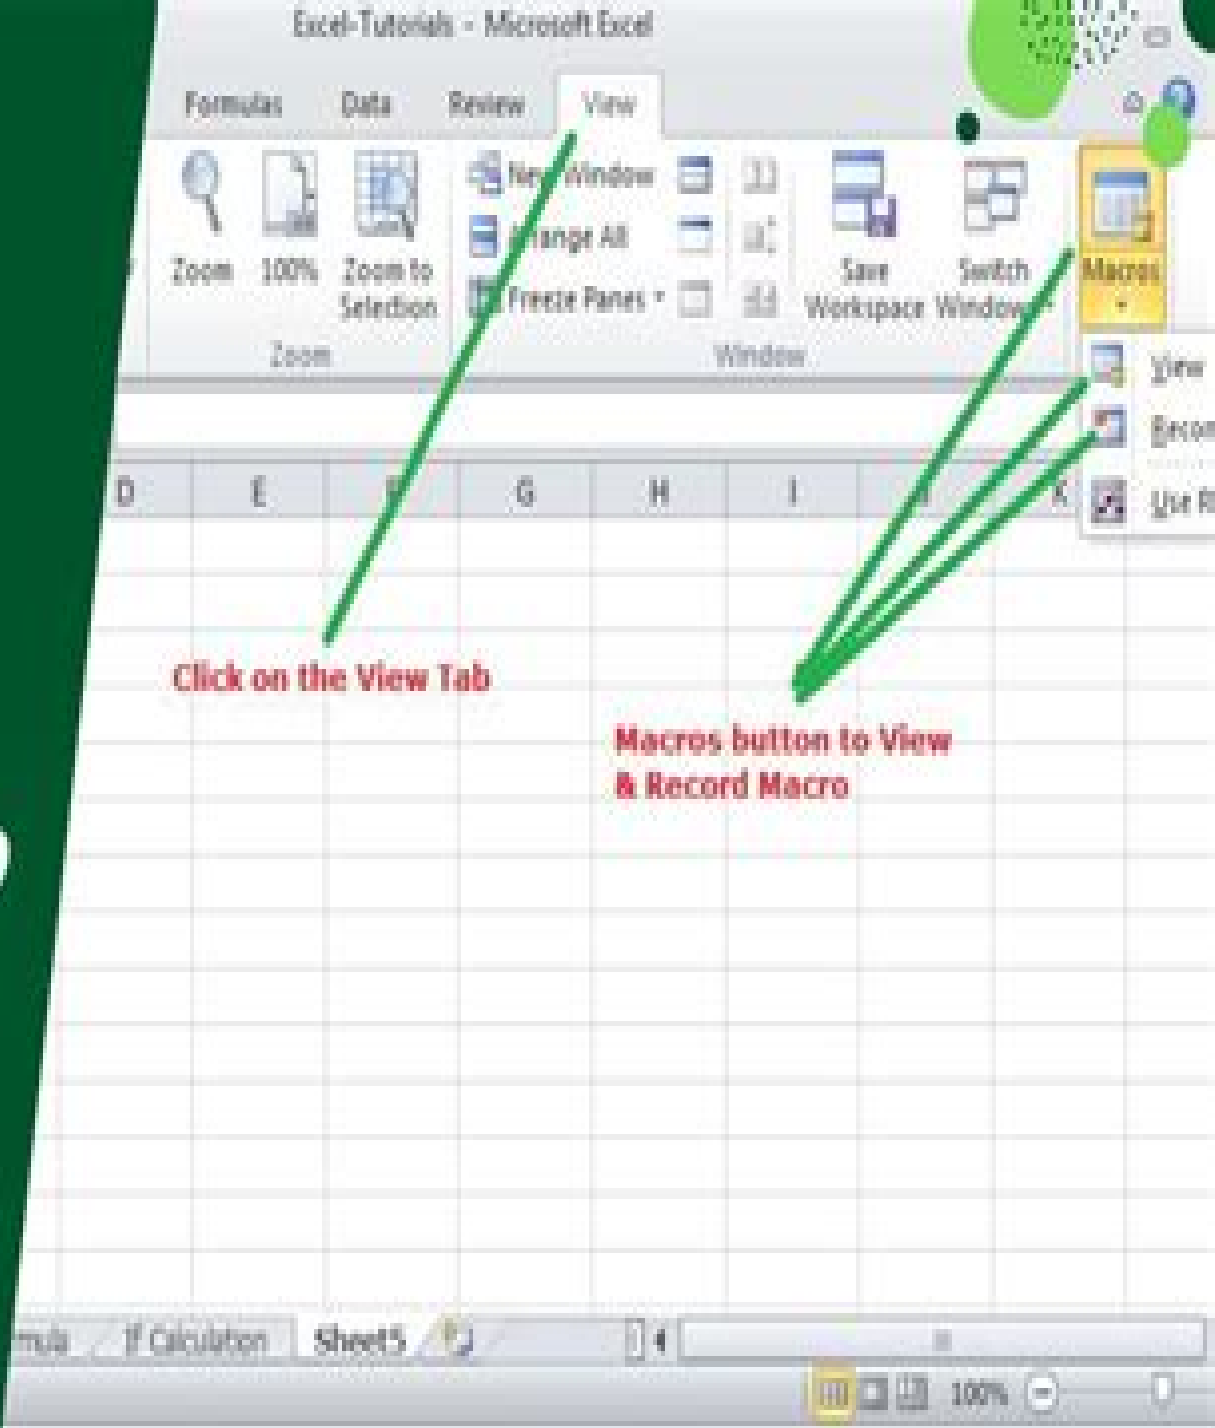 Excel-Tutorials - Microsoft Excel
Formulas Data Review View
New Window
Arrange All
Freeze Panes
Zoom 100% Zoom to Selection
Save Workspace
Switch
Macros
Zoom Window
View
Use
D E F G H I J K
Click on the View Tab
Macros button to View
& Record Macro
If Calculation Sheet5
100%